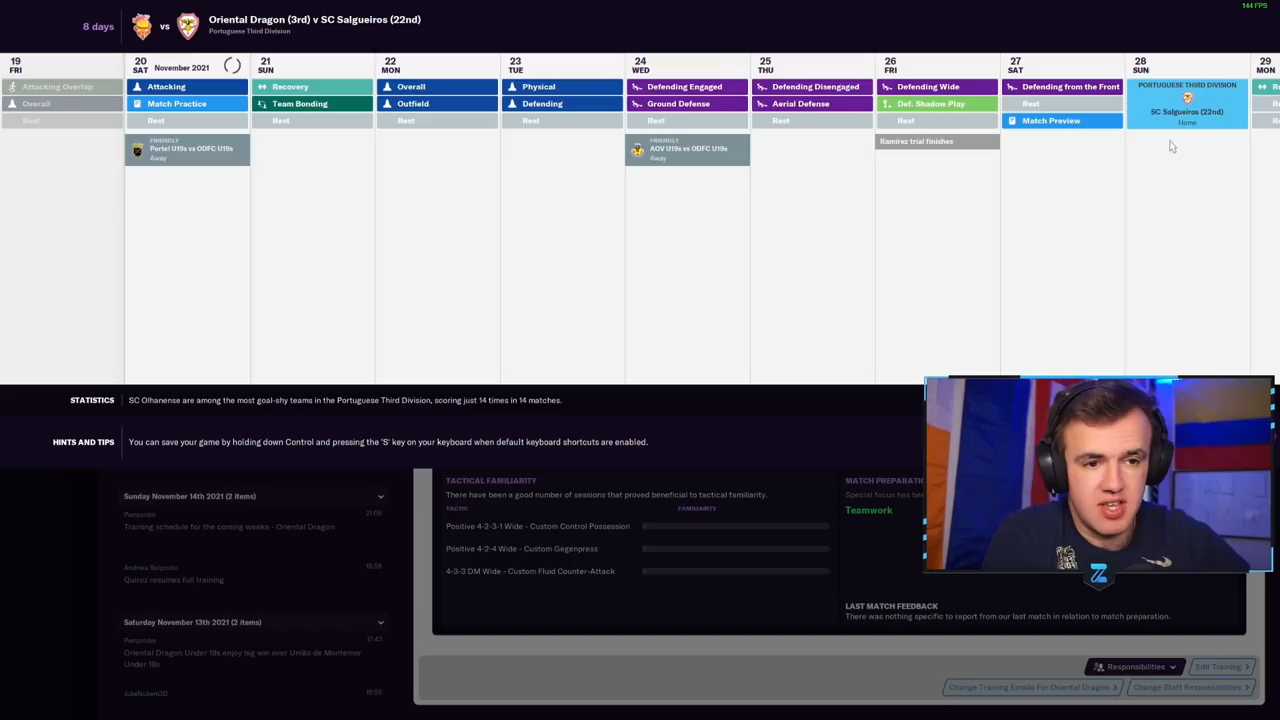 144 FPS
8 days
vs
Oriental Dragon (3rd) v SC Salgueiros (22nd)
Portuguese Third Division
19
FRI
Attacking Overlap
Overall
Rest
20
SAT
November 2021
Attacking
Match Practice
Rest
FRIENDLY
Portel U19s vs ODFC U19s
Away
21
SUN
Recovery
Team Bonding
Rest
22
MON
Overall
Outfield
Rest
23
TUE
Physical
Defending
Rest
24
WED
Defending Engaged
Ground Defense
Rest
FRIENDLY
AOV U19s vs ODFC U19s
Away
25
THU
Defending Disengaged
Aerial Defense
Rest
26
FRI
Defending Wide
Def. Shadow Play
Rest
Ramirez trial finishes
27
SAT
Defending from the Front
Rest
Match Preview
28
SUN
PORTUGUESE THIRD DIVISION
SC Salgueiros (22nd)
Home
29
MON
STATISTICS
SC Olhanense are among the most goal-shy teams in the Portuguese Third Division, scoring just 14 times in 14 matches.
HINTS AND TIPS
You can save your game by holding down Control and pressing the 'S' key on your keyboard when default keyboard shortcuts are enabled.
Sunday November 14th 2021 (2 items)
21:08
Training schedule for the coming weeks - Oriental Dragon
Quiroz resumes full training
Saturday November 13th 2021 (2 items)
17:43
Oriental Dragon Under 19s enjoy big win over União de Montemor
Under 19s
JukeNukem3D
TACTICAL FAMILIARITY
There have been a good number of sessions that proved beneficial to tactical familiarity.
TACTIC
FAMILIARITY
Positive 4-2-3-1 Wide - Custom Control Possession
Positive 4-2-4 Wide - Custom Gegenpress
4-3-3 DM Wide - Custom Fluid Counter-Attack
MATCH PREPARATIO
Special focus has be
Teamwork
LAST MATCH FEEDBACK
There was nothing specific to report from our last match in relation to match preparation.
Responsibilities
Edit Training
Change Training Emails For Oriental Dragon
Change Staff Responsibilities